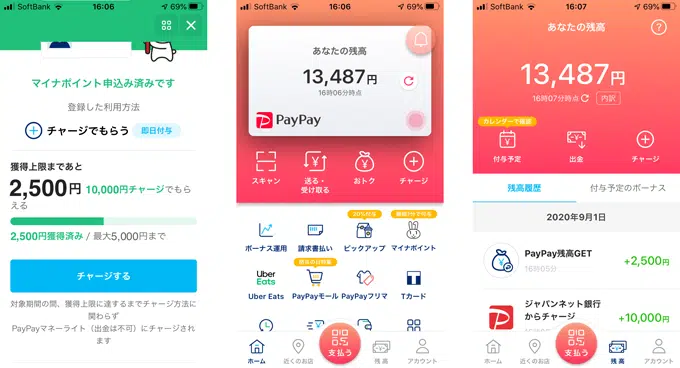 SoftBank
16:06
マイナポイント申込み済みです
登録した利用方法
チャージでもらう
即日付与
獲得上限まであと
2,500円 10,000円チャージでもら
える
2,500円獲得済み / 最大5,000円まで
チャージする
対象期間の間、獲得上限に達するまでチャージ方法に
関わらず
PayPayマネーライト（出金は不可）にチャージされ
ます
SoftBank
16:06
あなたの残高
13,487円
16時06分時点
PayPay
スキャン
送る・
受け取る
おトク
チャージ
20%付与
ボーナス運用
請求書払い
ピックアップ
マイナポイント
Uber
Eats
Uber Eats
PayPayモール
PayPayフリマ
Tカード
ホーム
近くのお店
支払う
残高
アカウント
SoftBank
16:07
あなたの残高
13,487円
16時07分時点
内訳
カレンダーで確認
付与予定
出金
チャージ
残高履歴
付与予定のボーナス
2020年9月1日
PayPay残高GET
16時05分
+2,500円
ジャパンネット銀行
からチャージ
+10,000円
ホーム
近くのお店
支払う
残高
アカウント